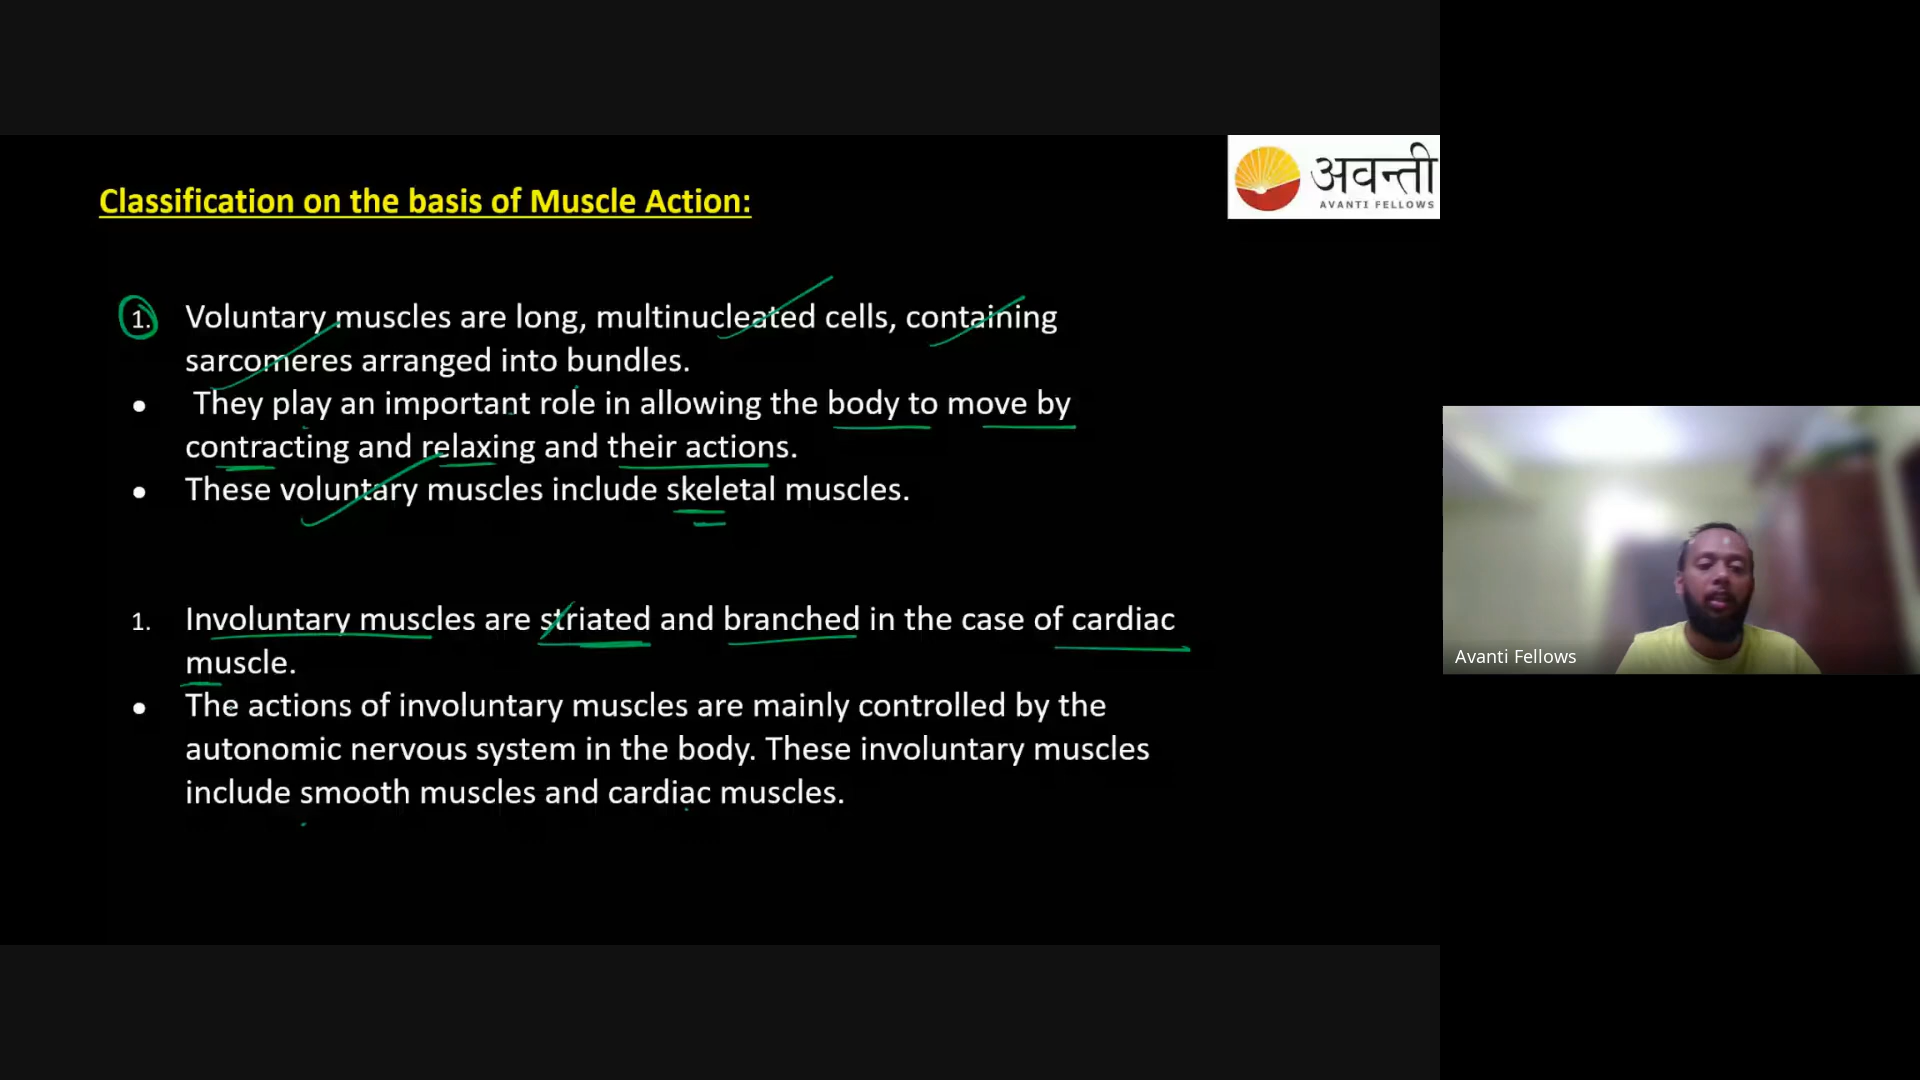 Classification on the basis of Muscle Action:
अवन्ती
AVANTI FELLOWS
1. Voluntary muscles are long, multinucleated cells, containing
sarcomeres arranged into bundles.
• They play an important role in allowing the body to move by
contracting and relaxing and their actions.
• These voluntary muscles include skeletal muscles.
1. Involuntary muscles are striated and branched in the case of cardiac
muscle.
• The actions of involuntary muscles are mainly controlled by the
autonomic nervous system in the body. These involuntary muscles
include smooth muscles and cardiac muscles.
Avanti Fellows